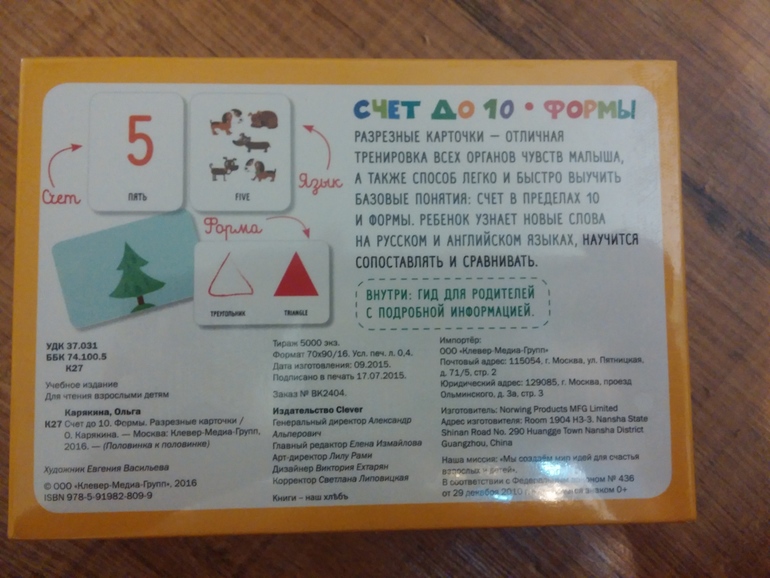 СЧЕТ ДО 10 • ФОРМЫ
5
ПЯТЬ
FIVE
Счет
Язык
Форма
ТРЕУГОЛЬНИК
TRIANGLE
РАЗРЕЗНЫЕ КАРТОЧКИ — ОТЛИЧНАЯ
ТРЕНИРОВКА ВСЕХ ОРГАНОВ ЧУВСТВ МАЛЫША,
А ТАКЖЕ СПОСОБ ЛЕГКО И БЫСТРО ВЫУЧИТЬ
БАЗОВЫЕ ПОНЯТИЯ: СЧЕТ В ПРЕДЕЛАХ 10
И ФОРМЫ. РЕБЕНОК УЗНАЕТ НОВЫЕ СЛОВА
НА РУССКОМ И АНГЛИЙСКОМ ЯЗЫКАХ, НАУЧИТСЯ
СОПОСТАВЛЯТЬ И СРАВНИВАТЬ.
ВНУТРИ: ГИД ДЛЯ РОДИТЕЛЕЙ
С ПОДРОБНОЙ ИНФОРМАЦИЕЙ.
УДК 37.031
ББК 74.100.5
К27
Учебное издание
Для чтения взрослыми детям
Карякина, Ольга
К27 Счет до 10. Формы. Разрезные карточки /
О. Карякина. — Москва: Клевер-Медиа-Групп,
2016. — (Половинка к половинке)
Художник Евгения Васильева
© ООО «Клевер-Медиа-Групп», 2016
ISBN 978-5-91982-809-9
Тираж 5000 экз.
Формат 70х90/16. Усл. печ. л. 0,4.
Дата изготовления: 09.2015.
Подписано в печать 17.07.2015.
Заказ № ВК2404.
Издательство Clever
Генеральный директор Александр
Альперович
Главный редактор Елена Измайлова
Арт-директор Лилу Рами
Дизайнер Виктория Ехтарян
Корректор Светлана Липовицкая
Книги – наш хлѣбъ
Импортёр:
ООО «Клевер-Медиа-Групп»
Почтовый адрес: 115054, г. Москва, ул. Пятницкая,
д. 71/5, стр. 2
Юридический адрес: 129085, г. Москва, проезд
Ольминского, д. 3а, стр. 3
Изготовитель: Norwing Products MFG Limited
Адрес изготовителя: Room 1904 H3-3. Nansha State
Shinan Road No. 290 Huangge Town Nansha District
Guangzhou, China
Наша миссия: «Мы создаём мир идей для счастья
взрослых и детей».
В соответствии с Федеральным законом № 436
от 29 декабря 2010 знаком 0+